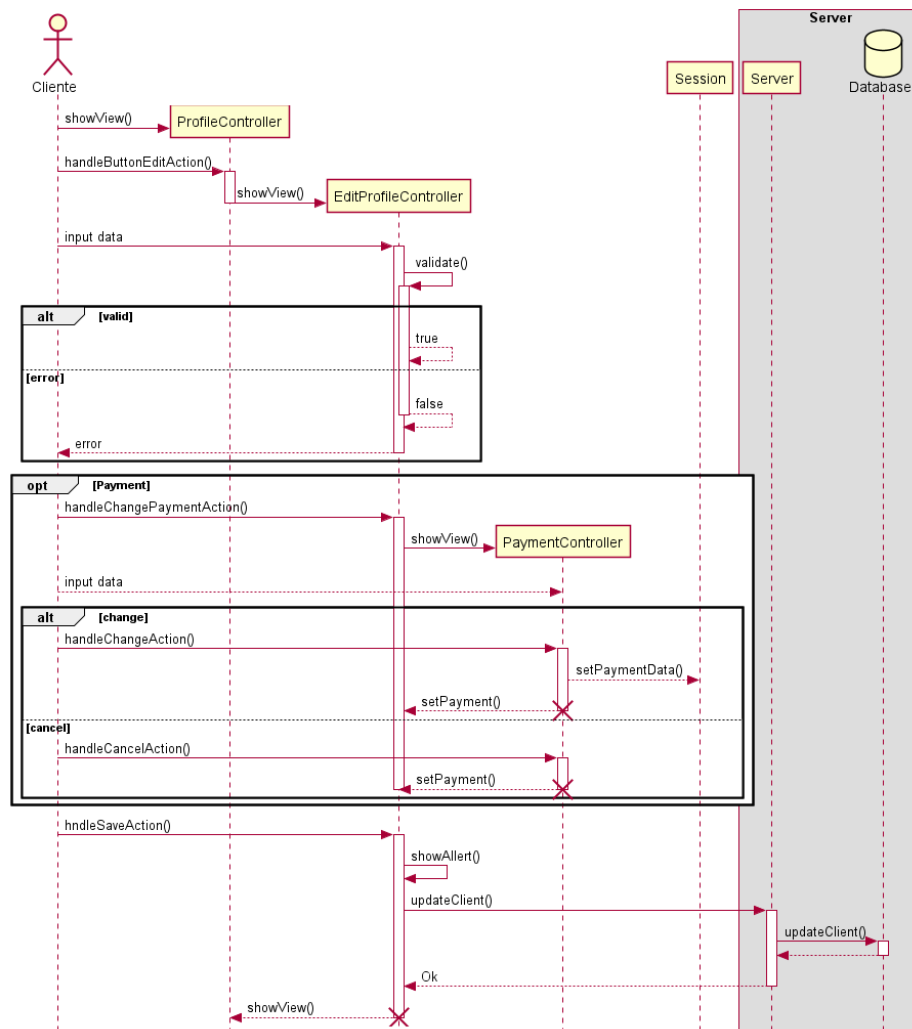 Server
Cliente
Session
Server
Database
showView()
ProfileController
handleButtonEditAction()
showView()
EditProfileController
input data
validate()
alt
[valid]
true
[error]
false
error
opt
[Payment]
handleChangePaymentAction()
showView()
PaymentController
input data
alt
[change]
handleChangeAction()
setPaymentData()
setPayment()
[cancel]
handleCancelAction()
setPayment()
hndleSaveAction()
showAllert()
updateClient()
updateClient()
Ok
showView()